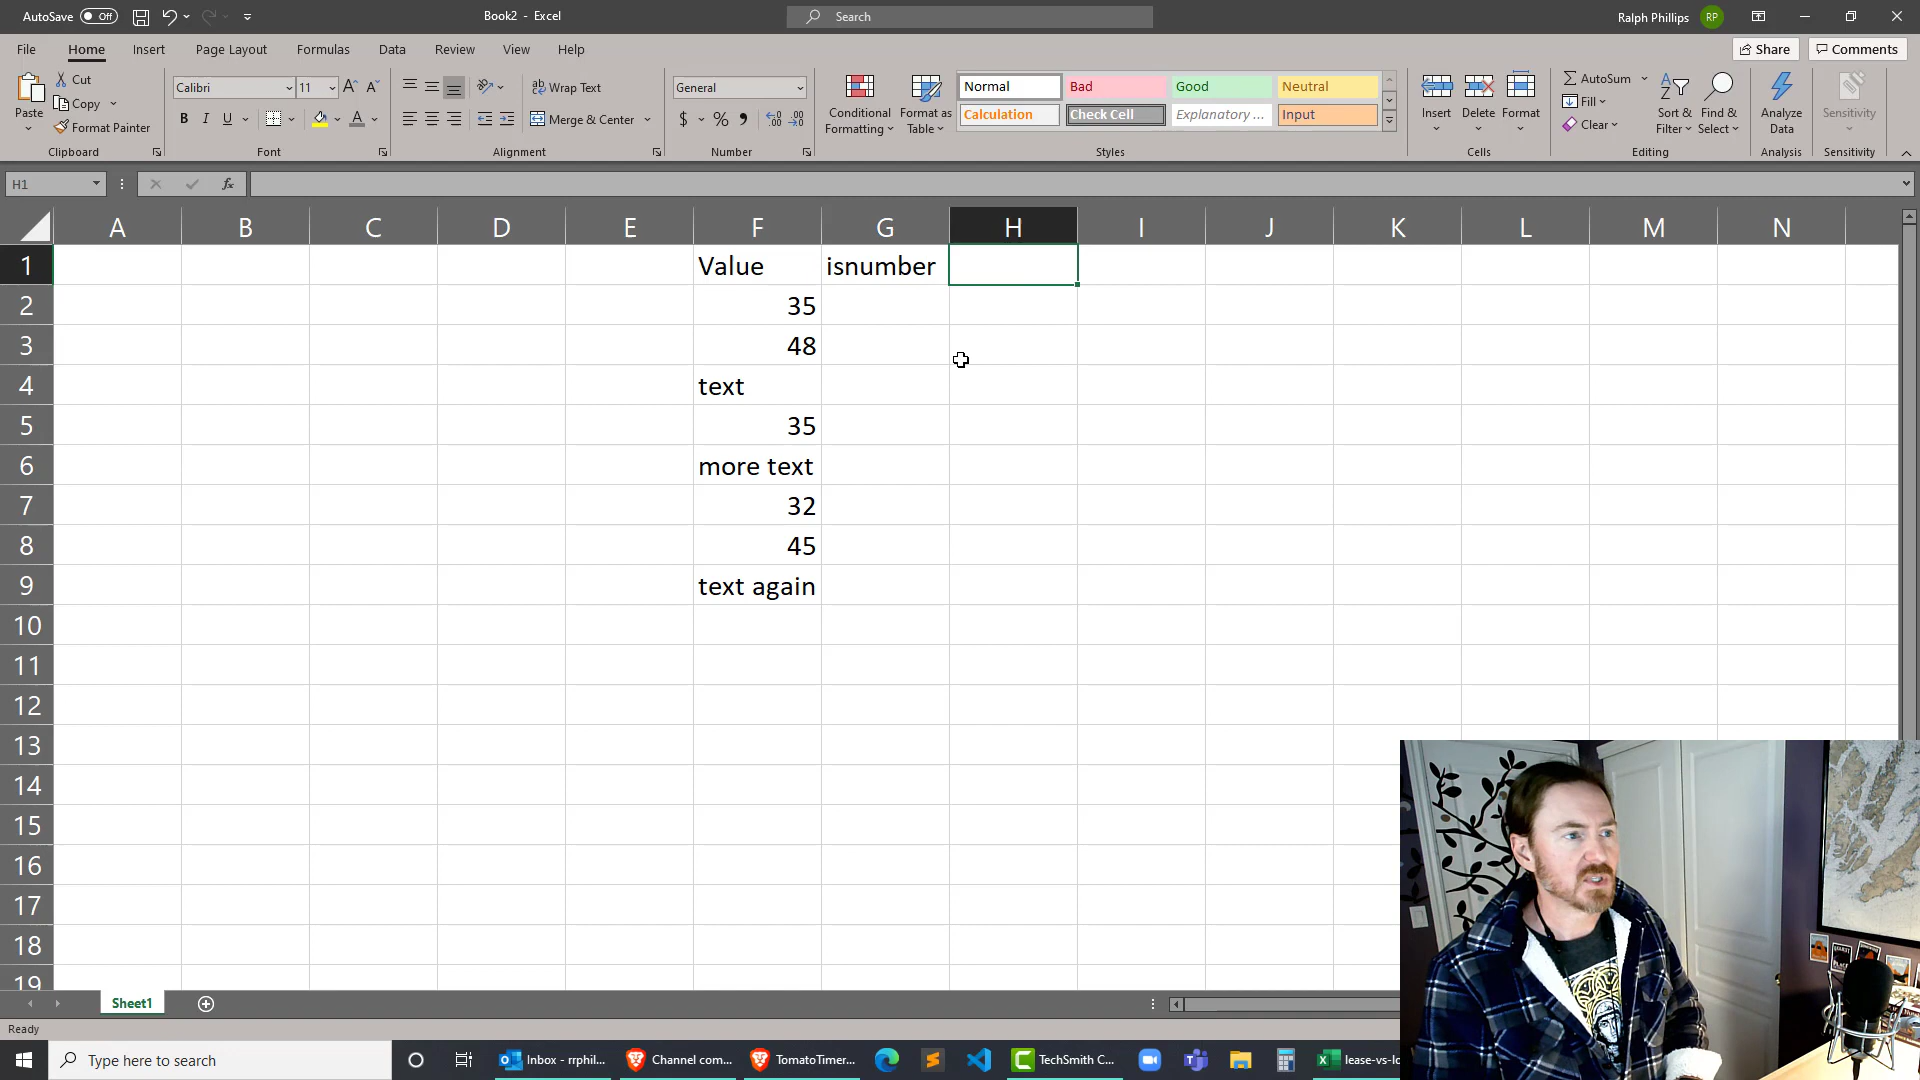 AutoSave Off Book2 - Excel Search Ralph Phillips RP
File Home Insert Page Layout Formulas Data Review View Help Share Comments
Paste Cut Copy Format Painter
Clipboard
Calibri 11
B I U
Font
Wrap Text
Merge & Center
Alignment
General
$ % ,
Number
Conditional Formatting
Format as Table
Normal Bad Good Neutral
Calculation Check Cell Explanatory ... Input
Styles
Insert Delete Format
Cells
AutoSum
Fill
Clear
Sort & Filter
Find & Select
Editing
Analyze Data
Analysis
Sensitivity
Sensitivity
H1 fx
A B C D E F G H I J K L M N
1 Value isnumber
2 35
3 48
4 text
5 35
6 more text
7 32
8 45
9 text again
10
11
12
13
14
15
16
17
18
19
Sheet1
Ready
Type here to search Inbox - rrphil... Channel com... TomatoTimer... TechSmith C... lease-vs-lo